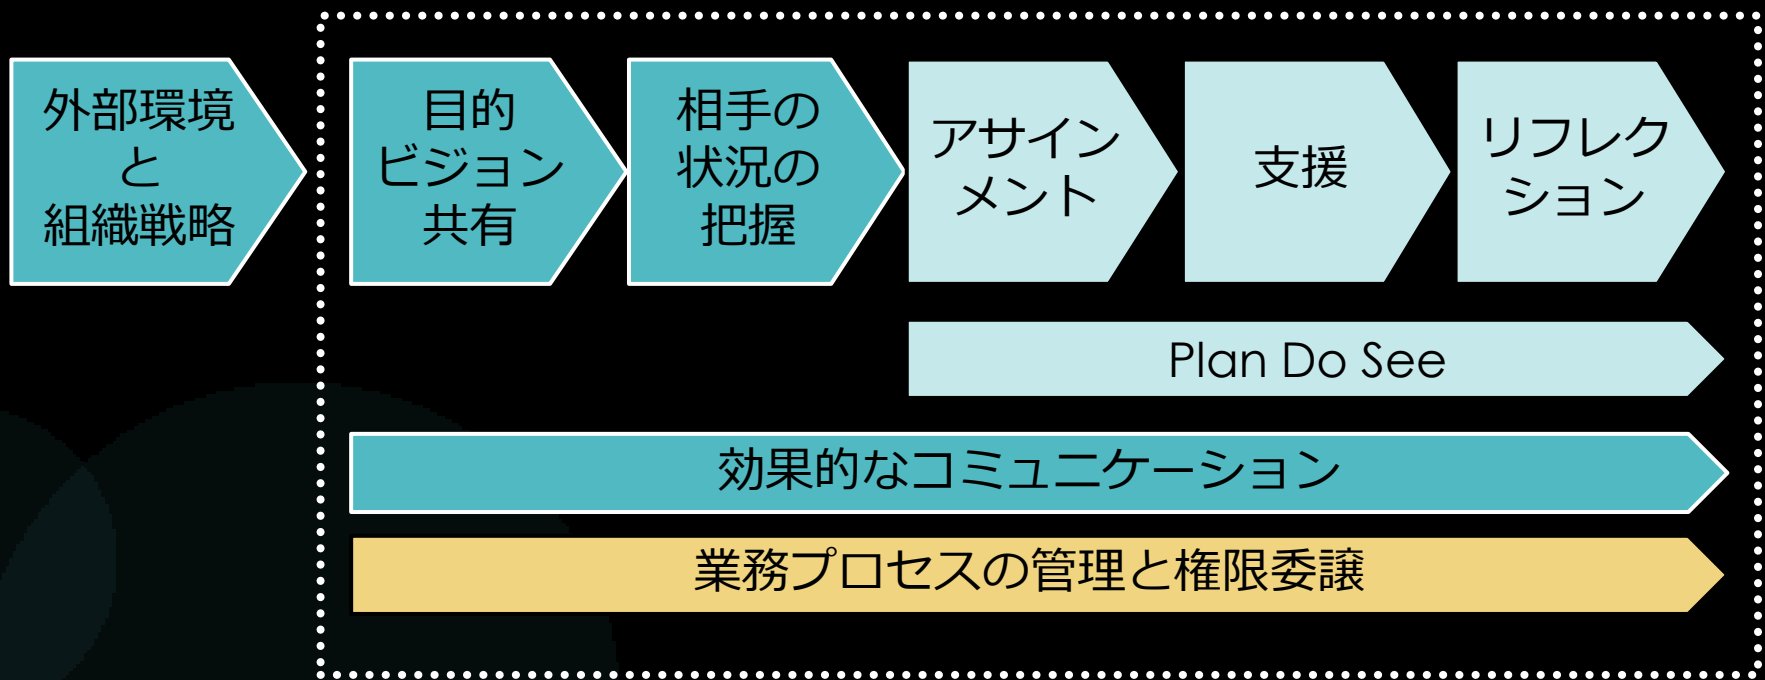 外部環境
と
組織戦略
目的
ビジョン
共有
相手の
状況の
把握
アサイン
メント
支援
リフレク
ション
Plan Do See
効果的なコミュニケーション
業務プロセスの管理と権限委譲